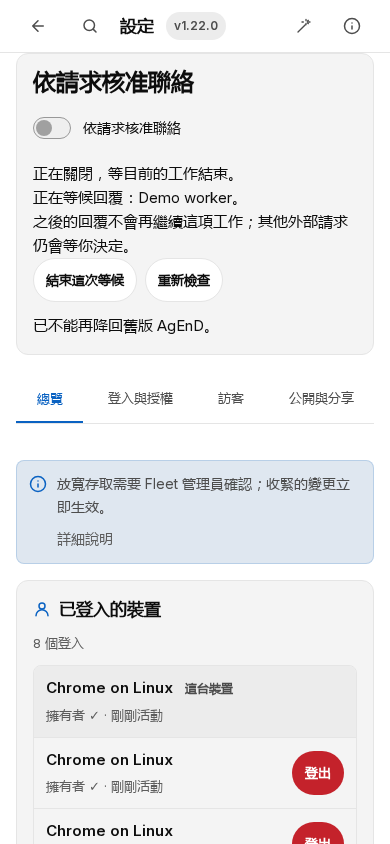 設定 v1.22.0
依請求核准聯絡
依請求核准聯絡
正在關閉，等目前的工作結束。
正在等候回覆：Demo worker。
之後的回覆不會再繼續這項工作；其他外部請求
仍會等你決定。
結束這次等候 重新檢查
已不能再降回舊版 AgEnD。
總覽 登入與授權 訪客 公開與分享
放寬存取需要 Fleet 管理員確認；收緊的變更立
即生效。
詳細說明
已登入的裝置
8 個登入
Chrome on Linux 這台裝置
擁有者 ✓ · 剛剛活動
Chrome on Linux
擁有者 ✓ · 剛剛活動
登出
Chrome on Linux
登出